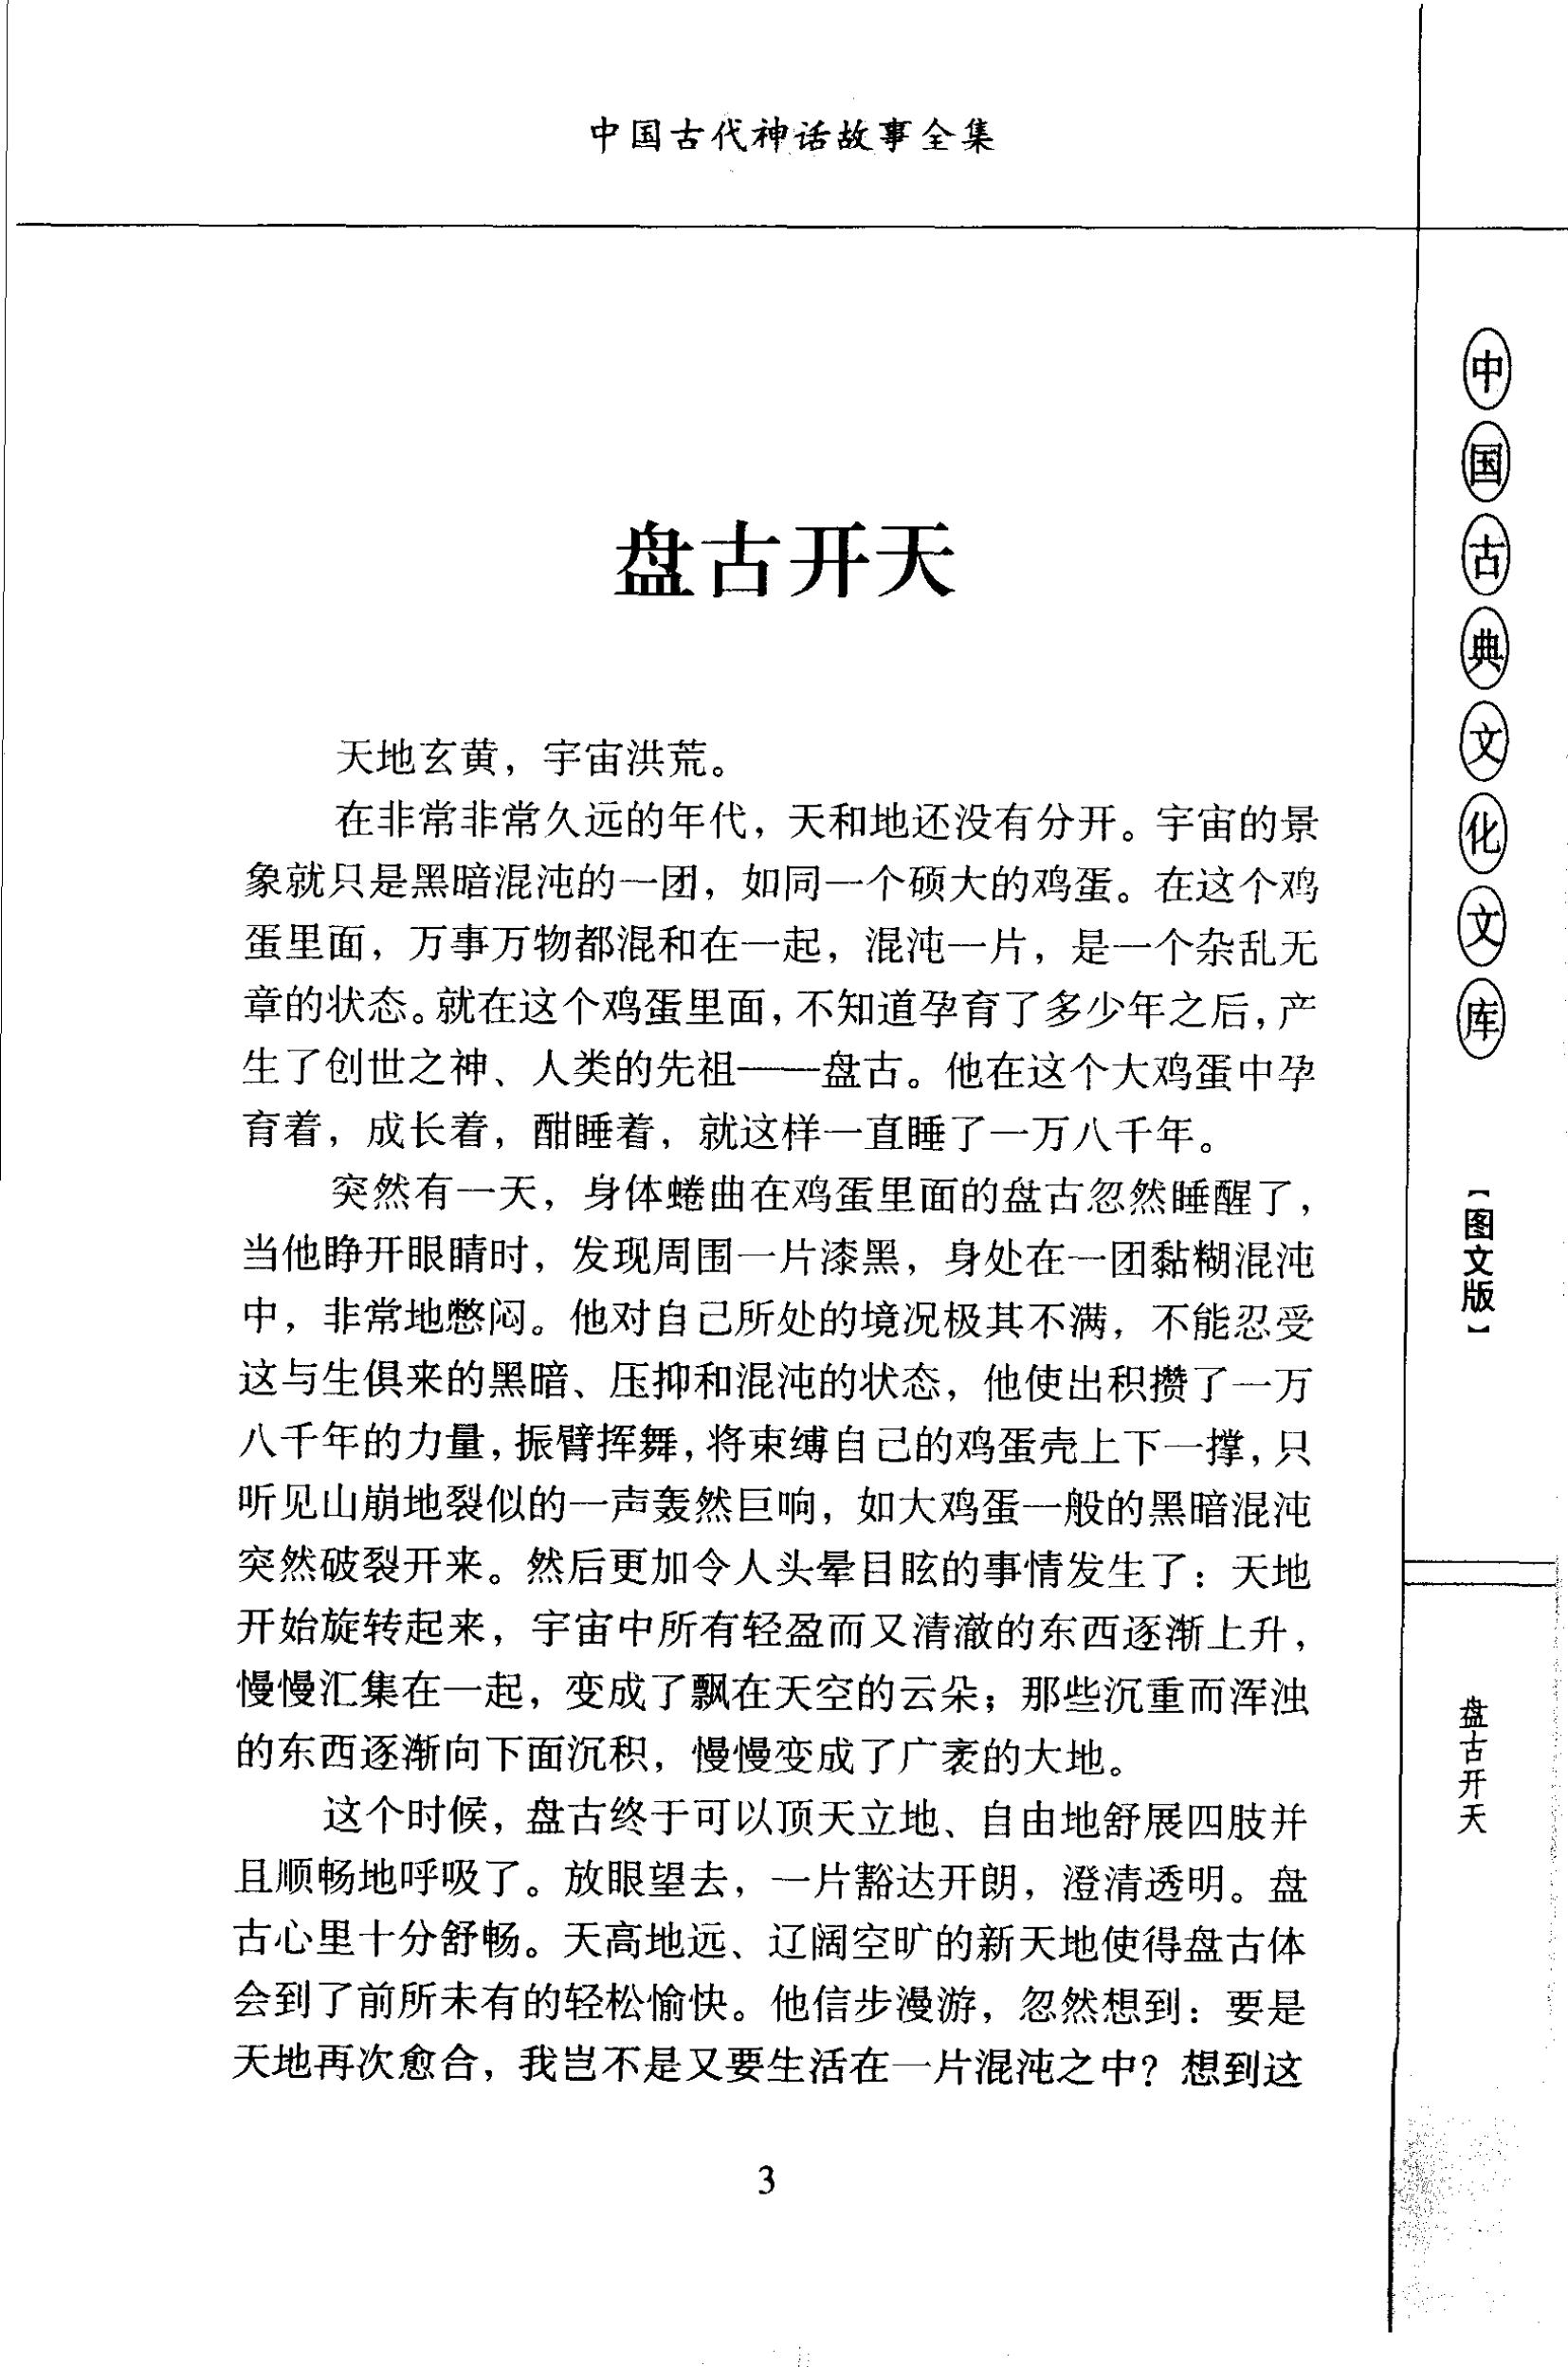 中国古代神话故事全集
盘古开天
天地玄黄，宇宙洪荒。
在非常非常久远的年代，天和地还没有分开。宇宙的景
象就只是黑暗混沌的一团，如同一个硕大的鸡蛋。在这个鸡
蛋里面，万事万物都混和在一起，混沌一片，是一个杂乱无
章的状态。就在这个鸡蛋里面，不知道孕育了多少年之后，产
生了创世之神、人类的先祖——盘古。他在这个大鸡蛋中孕
育着，成长着，酣睡着，就这样一直睡了一万八千年。
突然有一天，身体蜷曲在鸡蛋里面的盘古忽然睡醒了，
当他睁开眼睛时，发现周围一片漆黑，身处在一团黏糊混沌
中，非常地憋闷。他对自己所处的境况极其不满，不能忍受
这与生俱来的黑暗、压抑和混沌的状态，他使出积攒了一万
八千年的力量，振臂挥舞，将束缚自己的鸡蛋壳上下一撑，只
听见山崩地裂似的一声轰然巨响，如大鸡蛋一般的黑暗混沌
突然破裂开来。然后更加令人头晕目眩的事情发生了：天地
开始旋转起来，宇宙中所有轻盈而又清澈的东西逐渐上升，
慢慢汇集在一起，变成了飘在天空的云朵；那些沉重而浑浊
的东西逐渐向下面沉积，慢慢变成了广袤的大地。
这个时候，盘古终于可以顶天立地、自由地舒展四肢并
且顺畅地呼吸了。放眼望去，一片豁达开朗，澄清透明。盘
古心里十分舒畅。天高地远、辽阔空旷的新天地使得盘古体
会到了前所未有的轻松愉快。他信步漫游，忽然想到：要是
天地再次愈合，我岂不是又要生活在一片混沌之中？想到这
3
中国古典文化文库
【图文版】
盘古开天